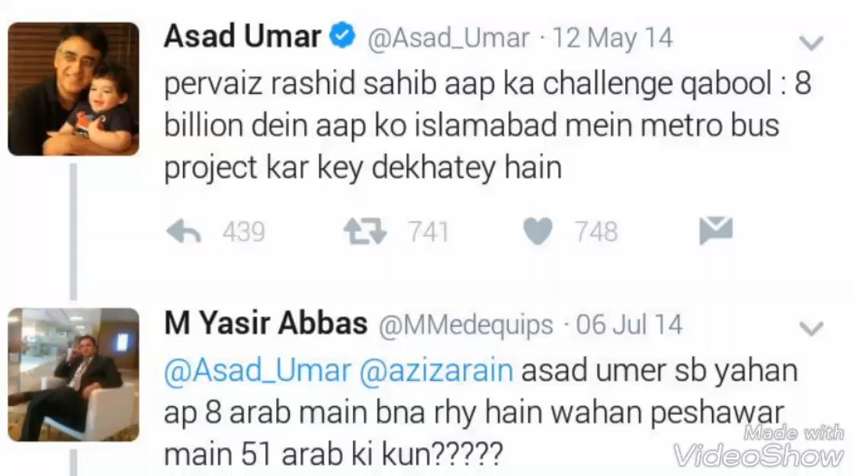 Asad Umar @Asad_Umar · 12 May 14
pervaiz rashid sahib aap ka challenge qabool : 8
billion dein aap ko islamabad mein metro bus
project kar key dekhatey hain
439 741 748
M Yasir Abbas @MMedequips · 06 Jul 14
@Asad_Umar @azizarain asad umer sb yahan
ap 8 arab main bna rhy hain wahan peshawar
main 51 arab ki kun?????
Made with
VideoShow